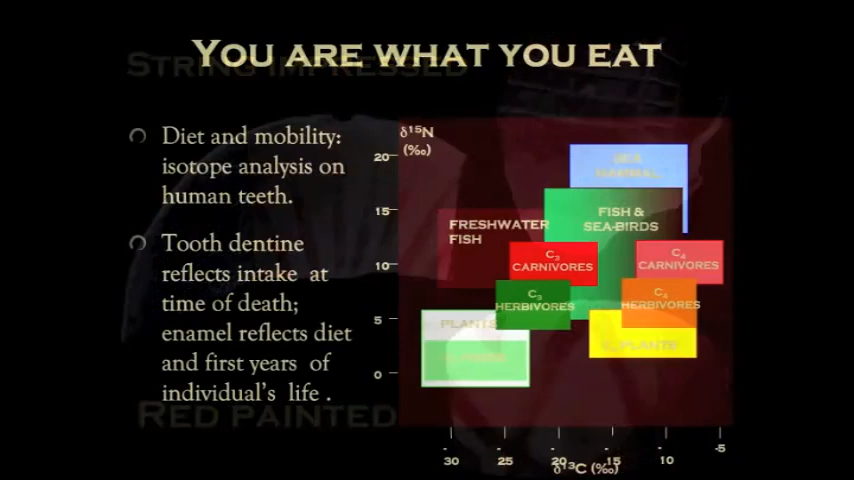 YOU ARE WHAT YOU EAT
STRING IMPRESSED
Diet and mobility:
isotope analysis on
human teeth.
Tooth dentine
reflects intake at
time of death;
enamel reflects diet
and first years of
individual's life .
RED PAINTED
δ¹⁵N
(‰)
20
15
10
5
0
SEA
MAMMAL
FISH &
SEA-BIRDS
FRESHWATER
FISH
C₃
CARNIVORES
C₄
CARNIVORES
C₃
HERBIVORES
C₄
HERBIVORES
PLANTS
C₄ PLANTS
-30 -25 -20 -15 -10 -5
δ¹³C (‰)